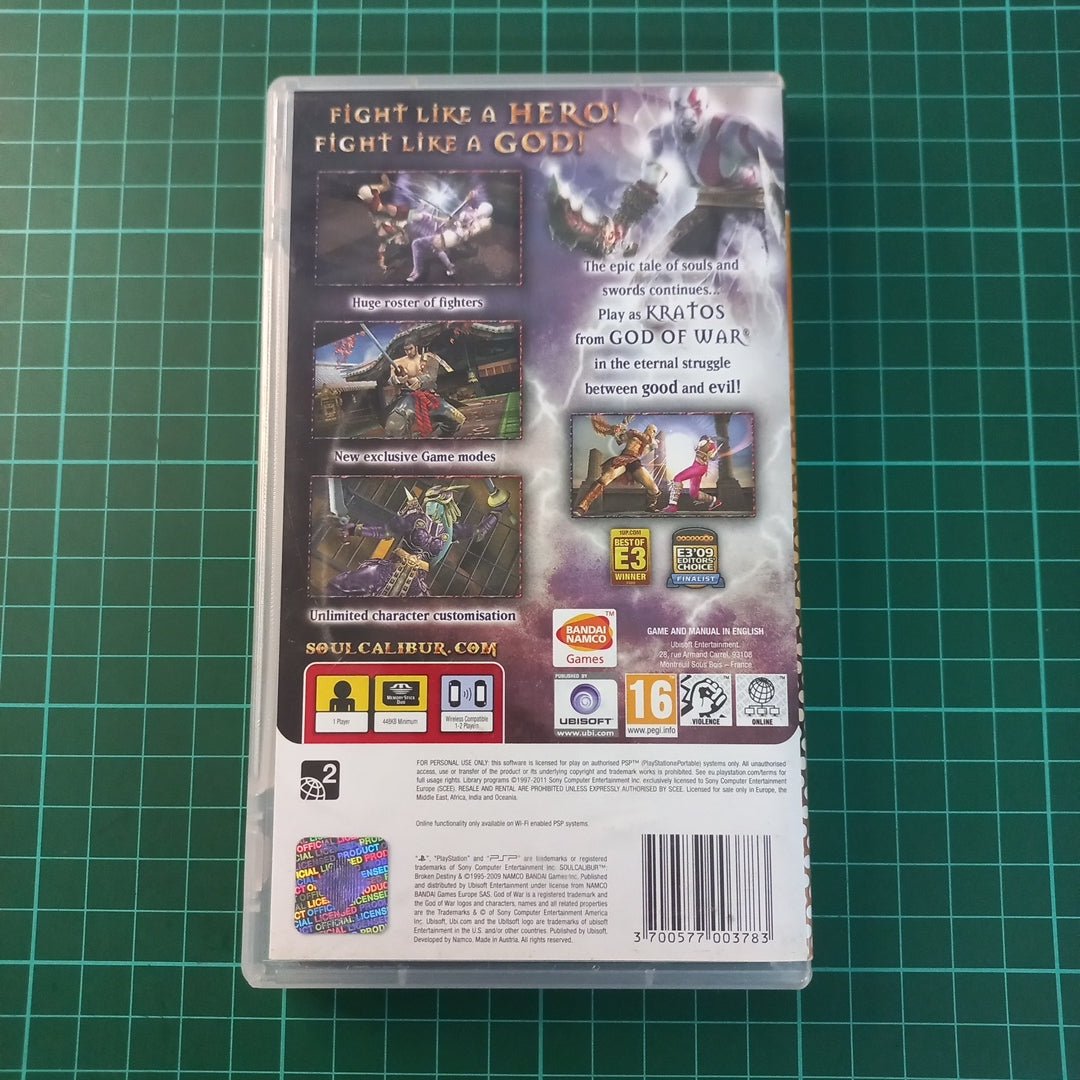 FIGHT LIKE A HERO!
FIGHT LIKE A GOD!
Huge roster of fighters
New exclusive Game modes
Unlimited character customisation
SOULCALIBUR.COM
The epic tale of souls and
swords continues...
Play as KRATOS
from GOD OF WAR®
in the eternal struggle
between good and evil!
1UP.COM
BEST OF
E3
WINNER
E3'09
EDITORS'
CHOICE
FINALIST
BANDAI
NAMCO
Games
TM
GAME AND MANUAL IN ENGLISH
Ubisoft Entertainment.
28, rue Armand Carrel, 93108
Montreuil Sous Bois – France.
1 Player
MEMORY STICK
DUO
448KB Minimum
Wireless Compatible
1-2 Players
PUBLISHED BY
UBISOFT
www.ubi.com
16
www.pegi.info
VIOLENCE
ONLINE
2
FOR PERSONAL USE ONLY: this software is licensed for play on authorised PSP™ (PlayStation®Portable) systems only. All unauthorised
access, use or transfer of the product or its underlying copyright and trademark works is prohibited. See eu.playstation.com/terms for
full usage rights. Library programs ©1997-2011 Sony Computer Entertainment Inc. exclusively licensed to Sony Computer Entertainment
Europe (SCEE). RESALE AND RENTAL ARE PROHIBITED UNLESS EXPRESSLY AUTHORISED BY SCEE. Licensed for sale only in Europe, the
Middle East, Africa, India and Oceania.
Online functionality only available on Wi-Fi enabled PSP systems.
OFFICIAL LICENSED PRODUCT
", "PlayStation" and "PSP" are trademarks or registered
trademarks of Sony Computer Entertainment Inc. SOULCALIBUR™:
Broken Destiny & ©1995-2009 NAMCO BANDAI Games Inc. Published
and distributed by Ubisoft Entertainment under license from NAMCO
BANDAI Games Europe SAS. God of War is a registered trademark and
the God of War logos and characters, names and all related properties
are the Trademarks & © of Sony Computer Entertainment America
Inc. Ubisoft, Ubi.com and the Ubisoft logo are trademarks of Ubisoft
Entertainment in the U.S. and/or other countries. Published by Ubisoft.
Developed by Namco. Made in Austria. All rights reserved.
3 700577 003783